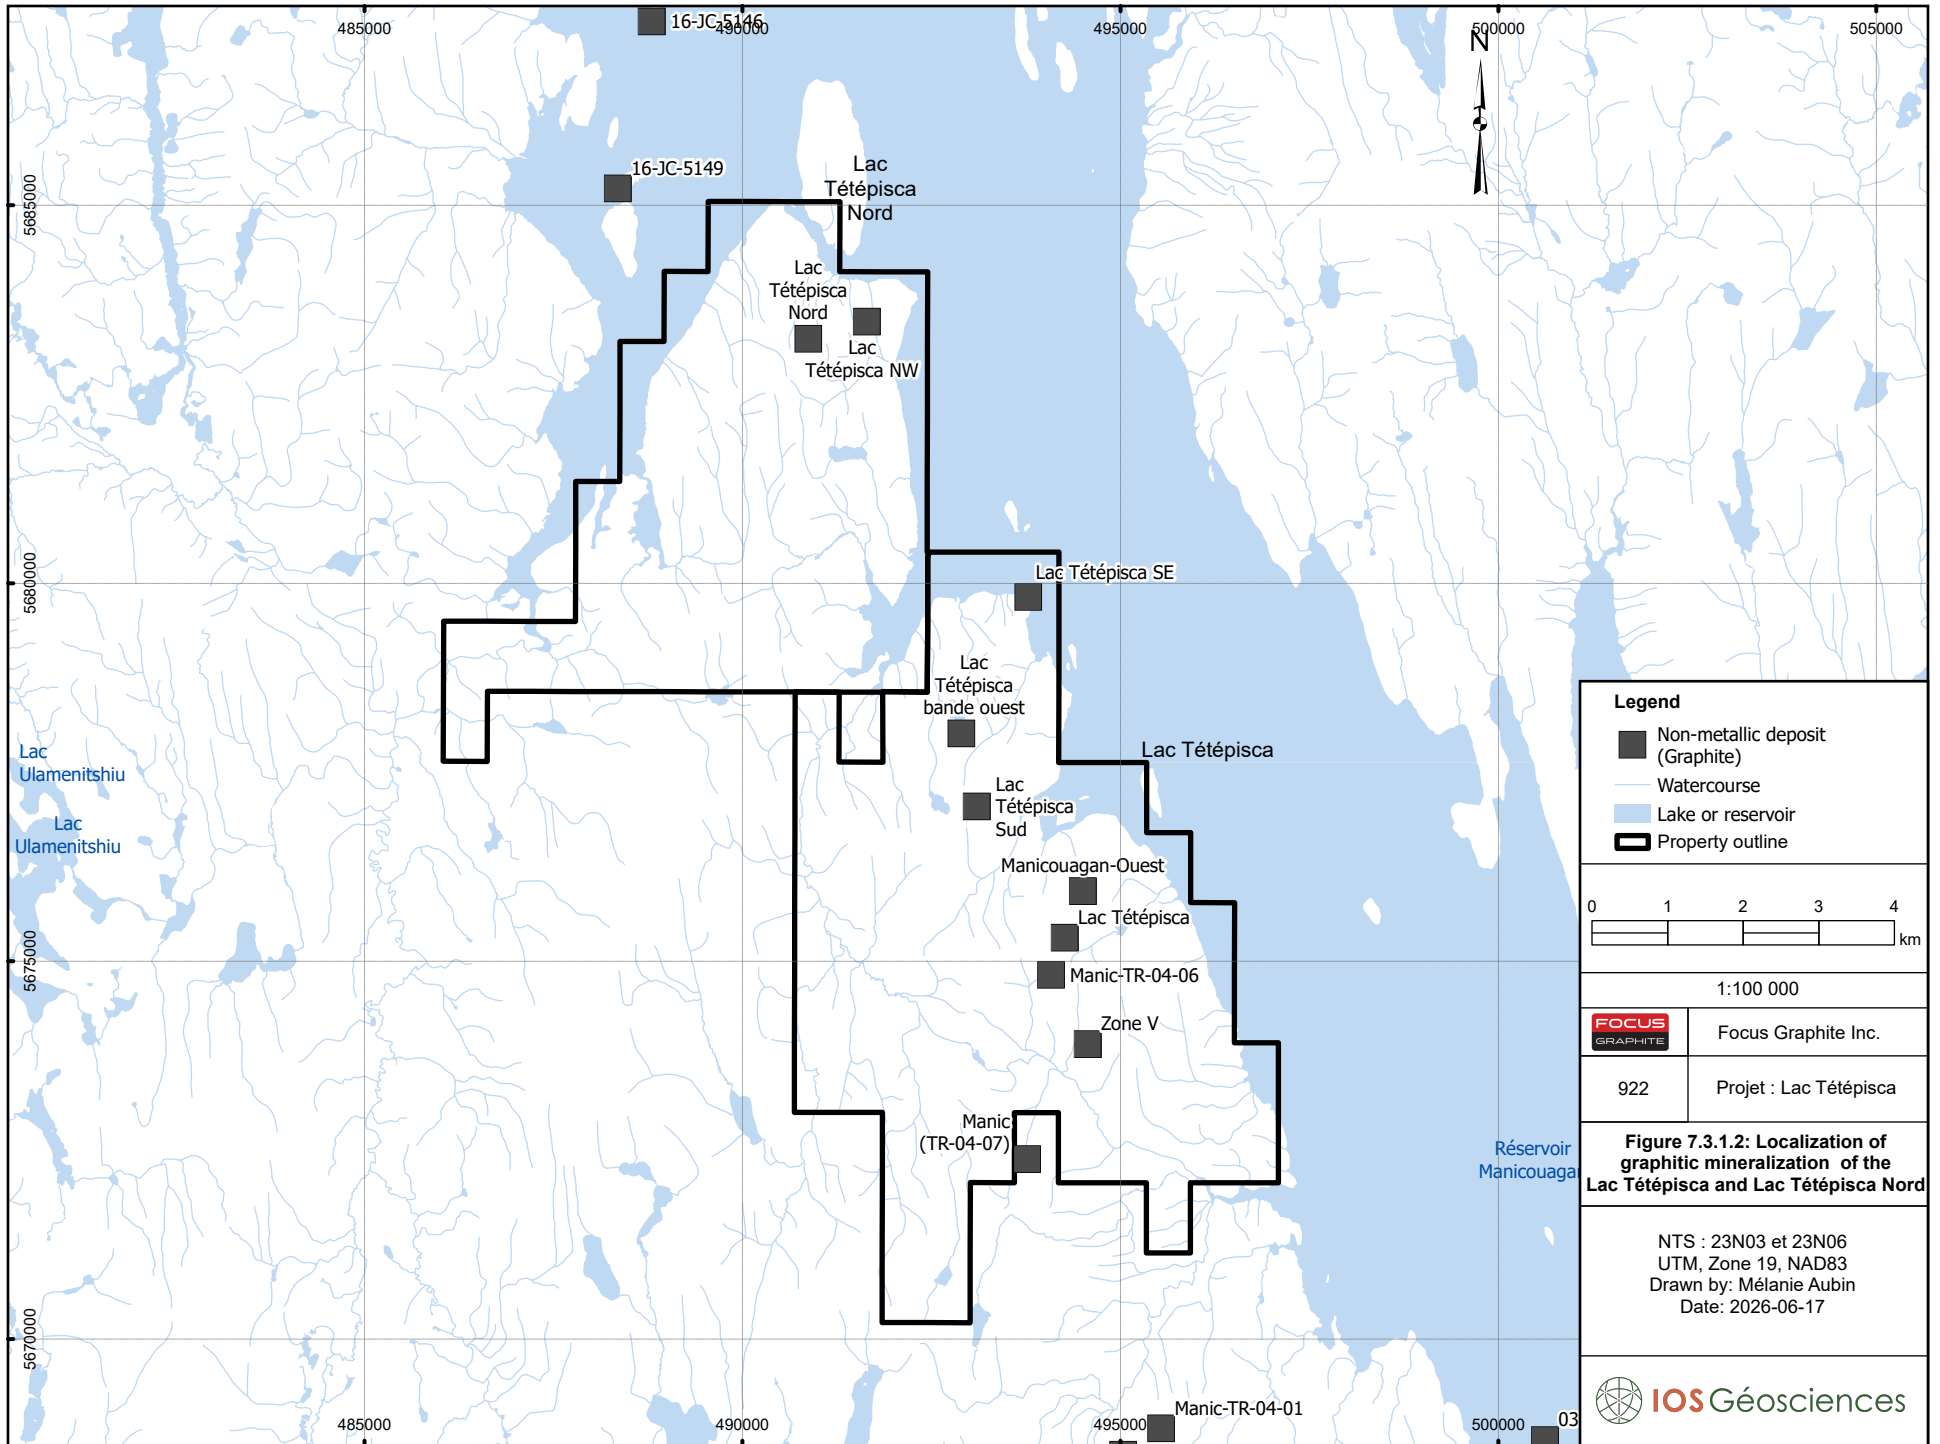 16-JC-5146
485000
490000
495000
500000
505000
N
16-JC-5149
Lac
Tétépisca
Nord
5685000
Lac
Tétépisca
Nord
Lac
Tétépisca NW
5680000
Lac Tétépisca SE
Lac
Tétépisca
bande ouest
Lac Tétépisca
Lac
Ulamenitshiu
Lac
Tétépisca
Sud
Lac
Ulamenitshiu
Manicouagan-Ouest
Lac Tétépisca
5675000
Manic-TR-04-06
Zone V
Manic
(TR-04-07)
Réservoir
Manicouagan
5670000
Manic-TR-04-01
485000
490000
495000
500000
03
Legend
Non-metallic deposit
(Graphite)
Watercourse
Lake or reservoir
Property outline
0 1 2 3 4
km
1:100 000
FOCUS
GRAPHITE
Focus Graphite Inc.
922
Projet : Lac Tétépisca
Figure 7.3.1.2: Localization of
graphitic mineralization of the
Lac Tétépisca and Lac Tétépisca Nord
NTS : 23N03 et 23N06
UTM, Zone 19, NAD83
Drawn by: Mélanie Aubin
Date: 2026-06-17
IOS Géosciences